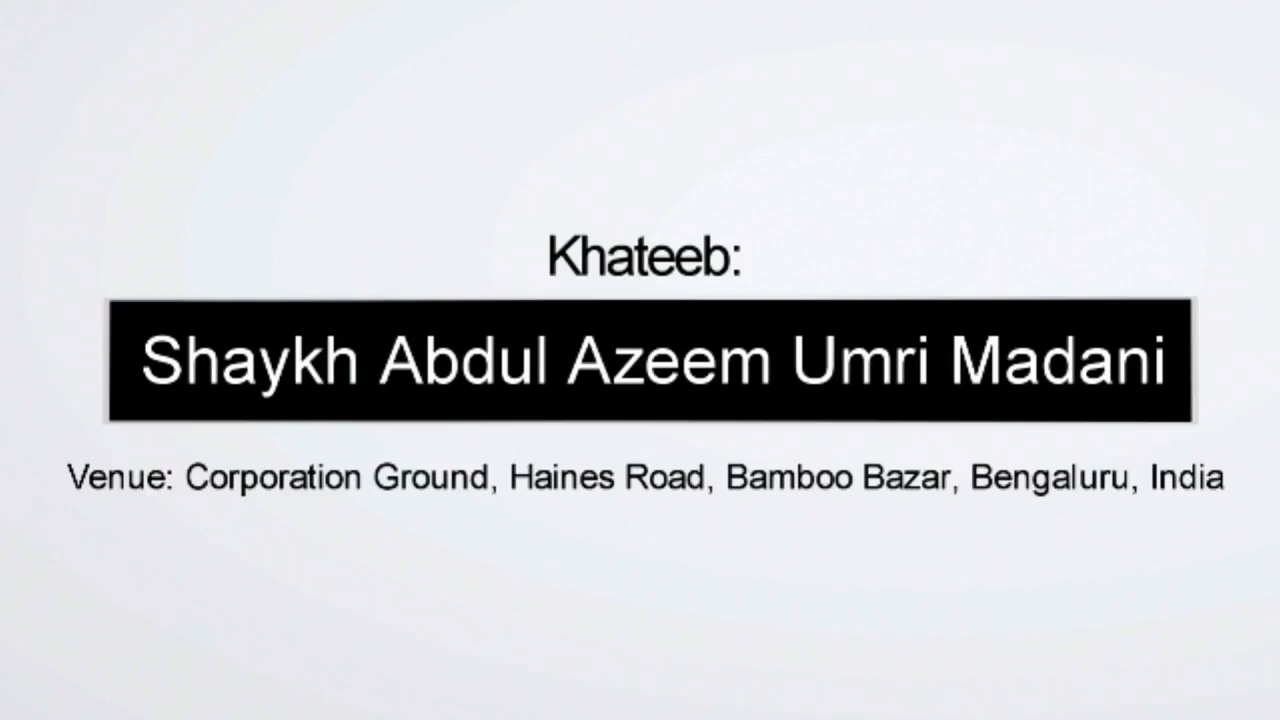 Khateeb:
Shaykh Abdul Azeem Umri Madani
Venue: Corporation Ground, Haines Road, Bamboo Bazar, Bengaluru, India